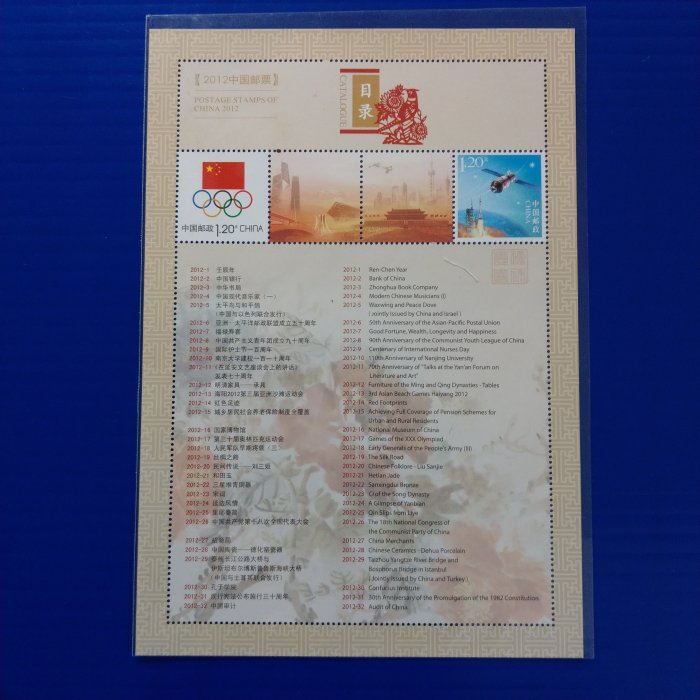 【2012中国邮票】
POSTAGE STAMPS OF
CHINA 2012
CATALOGUE
目录
中国邮政 1.20元 CHINA
1.20元
中国邮政
CHINA
2012-1 壬辰年
2012-2 中国银行
2012-3 中华书局
2012-4 中国现代音乐家（一）
2012-5 太平鸟与和平鸽
（中国与以色列联合发行）
2012-6 亚洲－太平洋邮政联盟成立五十周年
2012-7 福禄寿喜
2012-8 中国共产主义青年团成立九十周年
2012-9 国际护士节一百周年
2012-10 南京大学建校一百一十周年
2012-11 《在延安文艺座谈会上的讲话》
发表七十周年
2012-12 明清家具——承具
2012-13 海阳2012第三届亚洲沙滩运动会
2012-14 红色足迹
2012-15 城乡居民社会养老保险制度全覆盖
2012-16 国家博物馆
2012-17 第三十届奥林匹克运动会
2012-18 人民军队早期将领（三）
2012-19 丝绸之路
2012-20 民间传说——刘三姐
2012-21 和田玉
2012-22 三星堆青铜器
2012-23 宋词
2012-24 延边风情
2012-25 里耶秦简
2012-26 中国共产党第十八次全国代表大会
2012-27 招商局
2012-28 中国陶瓷——德化窑瓷器
2012-29 泰州长江公路大桥与
伊斯坦布尔博斯普鲁斯海峡大桥
（中国与土耳其联合发行）
2012-30 孔子学院
2012-31 现行宪法公布施行三十周年
2012-32 中国审计
2012-1 Ren-Chen Year
2012-2 Bank of China
2012-3 Zhonghua Book Company
2012-4 Modern Chinese Musicians (I)
2012-5 Waxwing and Peace Dove
(Jointly Issued by China and Israel)
2012-6 50th Anniversary of the Asian-Pacific Postal Union
2012-7 Good Fortune, Wealth, Longevity and Happiness
2012-8 90th Anniversary of the Communist Youth League of China
2012-9 Centenary of International Nurses Day
2012-10 110th Anniversary of Nanjing University
2012-11 70th Anniversary of "Talks at the Yan'an Forum on
Literature and Art"
2012-12 Furniture of the Ming and Qing Dynasties - Tables
2012-13 3rd Asian Beach Games Haiyang 2012
2012-14 Red Footprints
2012-15 Achieving Full Coverage of Pension Schemes for
Urban and Rural Residents
2012-16 National Museum of China
2012-17 Games of the XXX Olympiad
2012-18 Early Generals of the People's Army (III)
2012-19 The Silk Road
2012-20 Chinese Folklore - Liu Sanjie
2012-21 Hetian Jade
2012-22 Sanxingdui Bronze
2012-23 Ci of the Song Dynasty
2012-24 A Glimpse of Yanbian
2012-25 Qin Slips from Liye
2012-26 The 18th National Congress of
the Communist Party of China
2012-27 China Merchants
2012-28 Chinese Ceramics - Dehua Porcelain
2012-29 Taizhou Yangtze River Bridge and
Bosphorus Bridge in Istanbul
(Jointly Issued by China and Turkey)
2012-30 Confucius Institute
2012-31 30th Anniversary of the Promulgation of the 1982 Constitution
2012-32 Audit of China